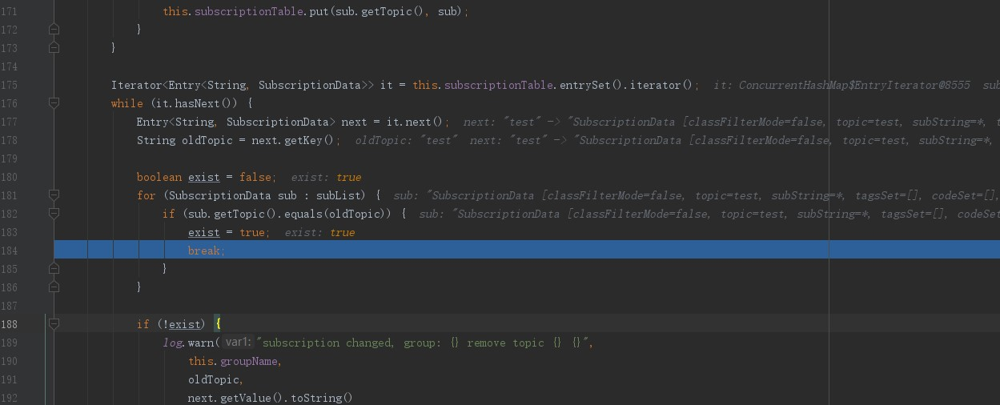 171 this.subscriptionTable.put(sub.getTopic(), sub);
172 }
173 }
174
175 Iterator<Entry<String, SubscriptionData>> it = this.subscriptionTable.entrySet().iterator(); it: ConcurrentHashMap$EntryIterator@8555 sub
176 while (it.hasNext()) {
177 Entry<String, SubscriptionData> next = it.next(); next: "test" -> "SubscriptionData [classFilterMode=false, topic=test, subString=*, t
178 String oldTopic = next.getKey(); oldTopic: "test" next: "test" -> "SubscriptionData [classFilterMode=false, topic=test, subString=*,
179
180 boolean exist = false; exist: true
181 for (SubscriptionData sub : subList) { sub: "SubscriptionData [classFilterMode=false, topic=test, subString=*, tagsSet=[], codeSet=[],
182 if (sub.getTopic().equals(oldTopic)) { sub: "SubscriptionData [classFilterMode=false, topic=test, subString=*, tagsSet=[], codeSet
183 exist = true; exist: true
184 break;
185 }
186 }
187
188 if (!exist) {
189 log.warn( var1: "subscription changed, group: {} remove topic {} {}",
190 this.groupName,
191 oldTopic,
192 next.getValue().toString()